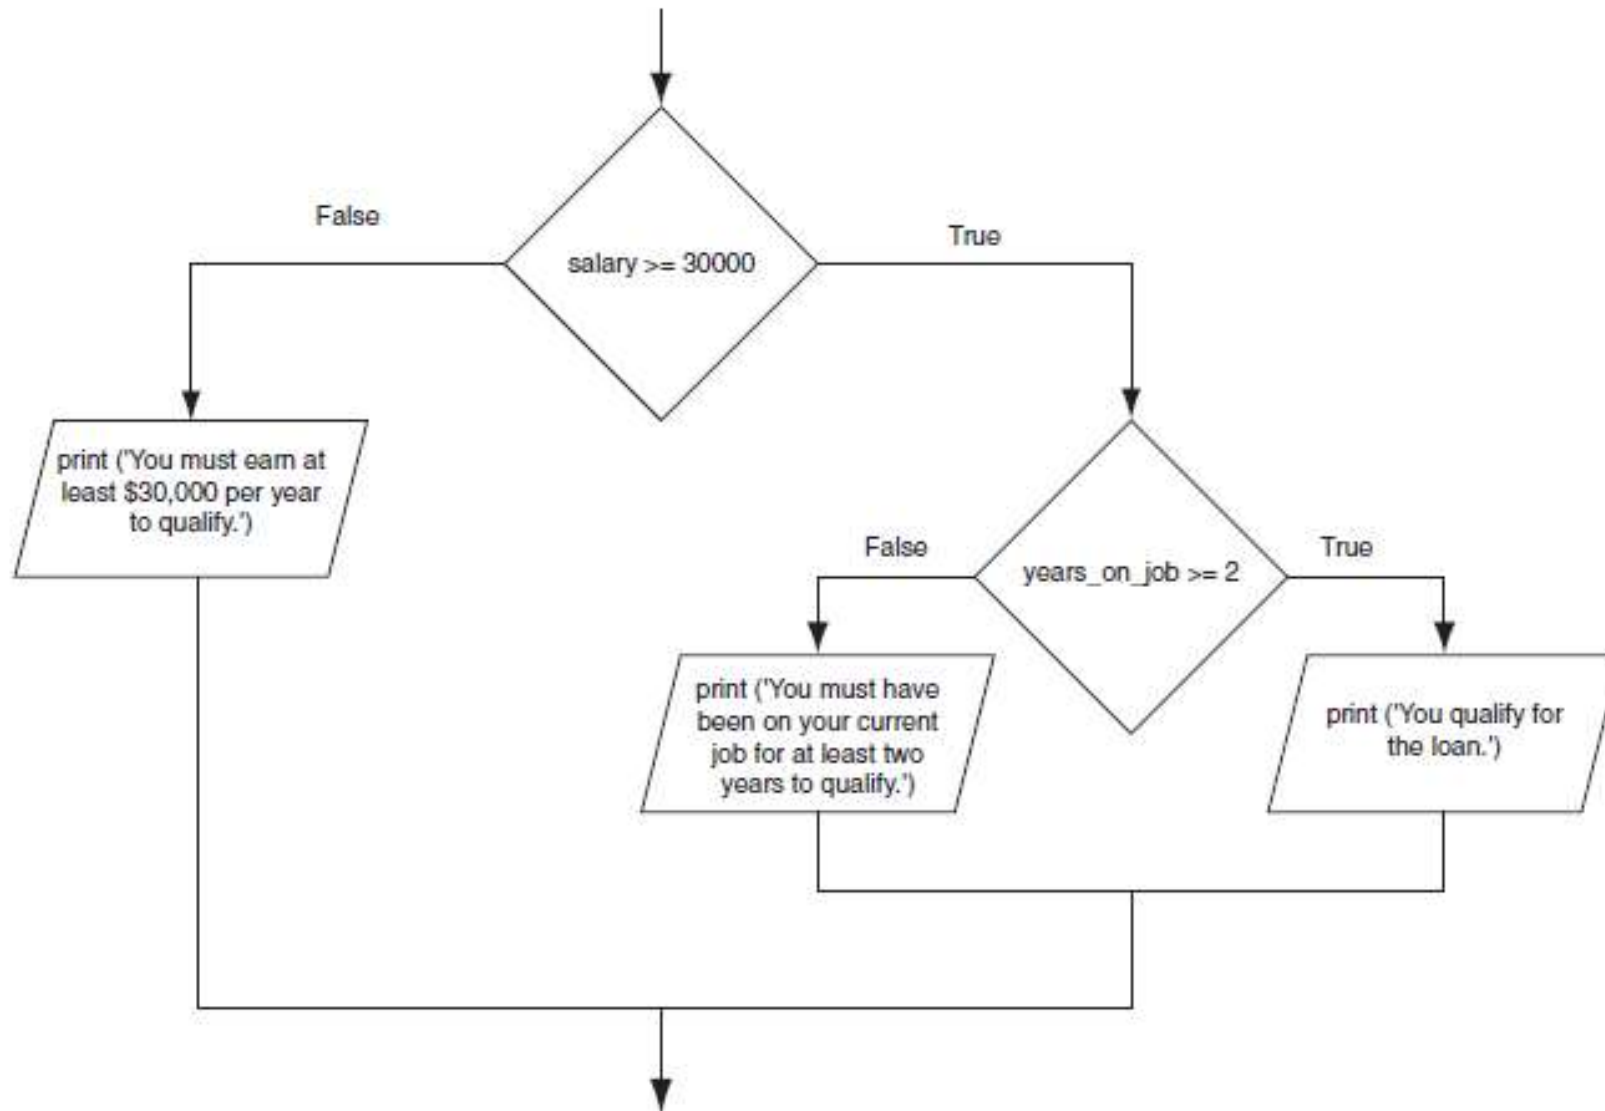 False
salary >= 30000
True
print ('You must earn at
least $30,000 per year
to qualify.')
False
years_on_job >= 2
True
print ('You must have
been on your current
job for at least two
years to qualify.')
print ('You qualify for
the loan.')